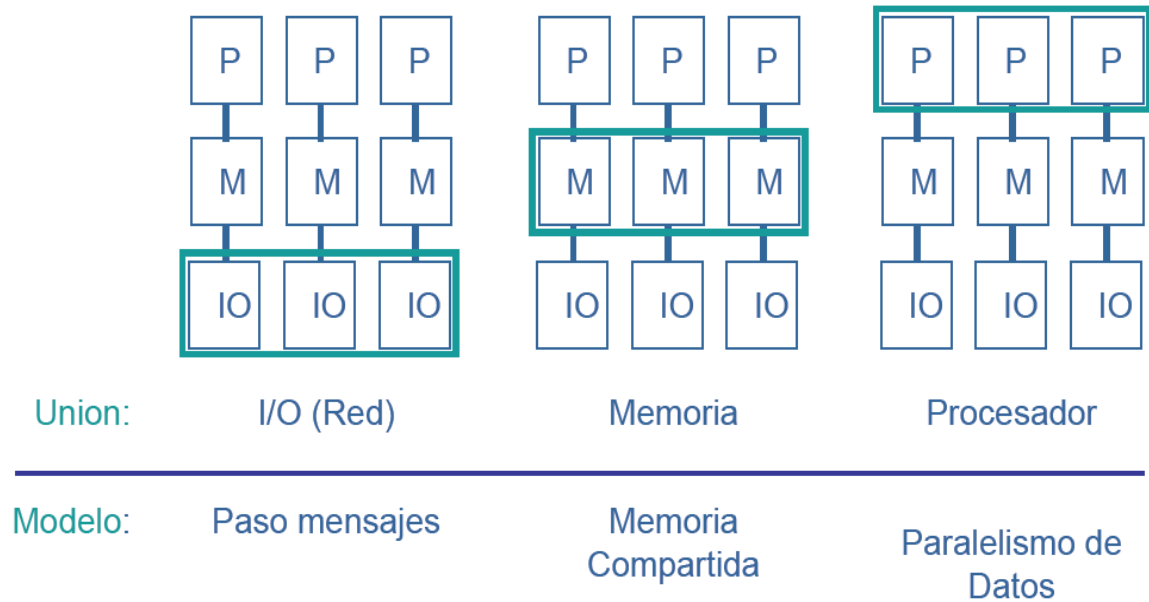 P P P P P P P P P
M M M M M M M M M
IO IO IO IO IO IO IO IO IO
Union: I/O (Red) Memoria Procesador
Modelo: Paso mensajes Memoria
Compartida Paralelismo de
Datos